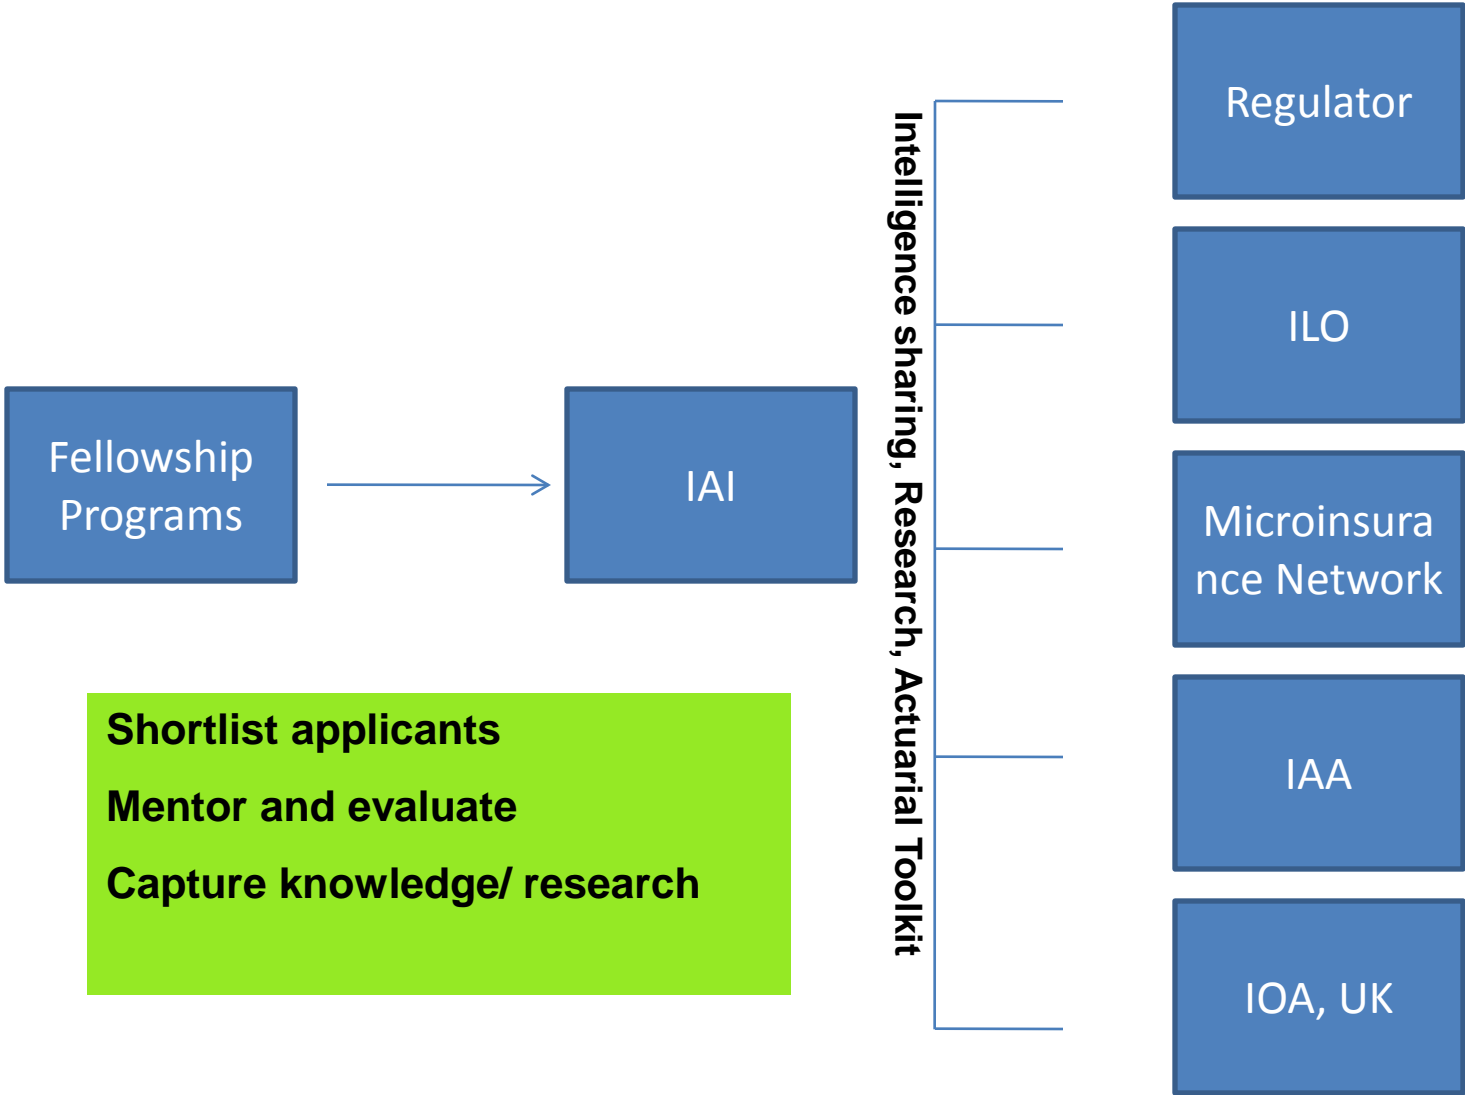 Fellowship
Programs
IAI
Shortlist applicants
Mentor and evaluate
Capture knowledge/ research
Intelligence sharing, Research, Actuarial Toolkit
Regulator
ILO
Microinsura
nce Network
IAA
IOA, UK